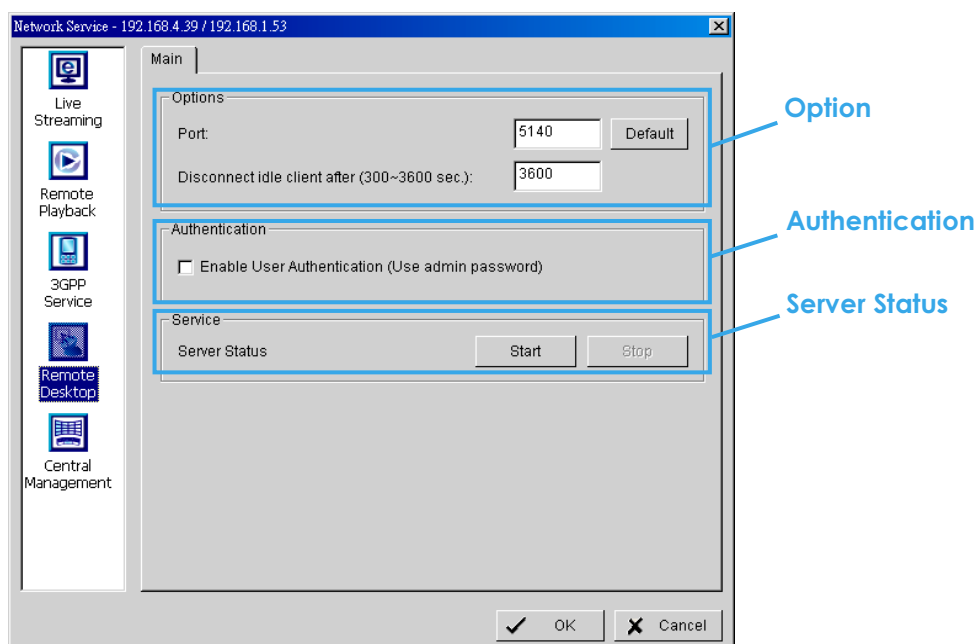 Network Service - 192.168.4.39 / 192.168.1.53
Live
Streaming
Remote
Playback
3GPP
Service
Remote
Desktop
Central
Management
Main
Options
Port:
5140
Default
Disconnect idle client after (300~3600 sec.):
3600
Authentication
Enable User Authentication (Use admin password)
Service
Server Status
Start
Stop
OK
Cancel
Option
Authentication
Server Status